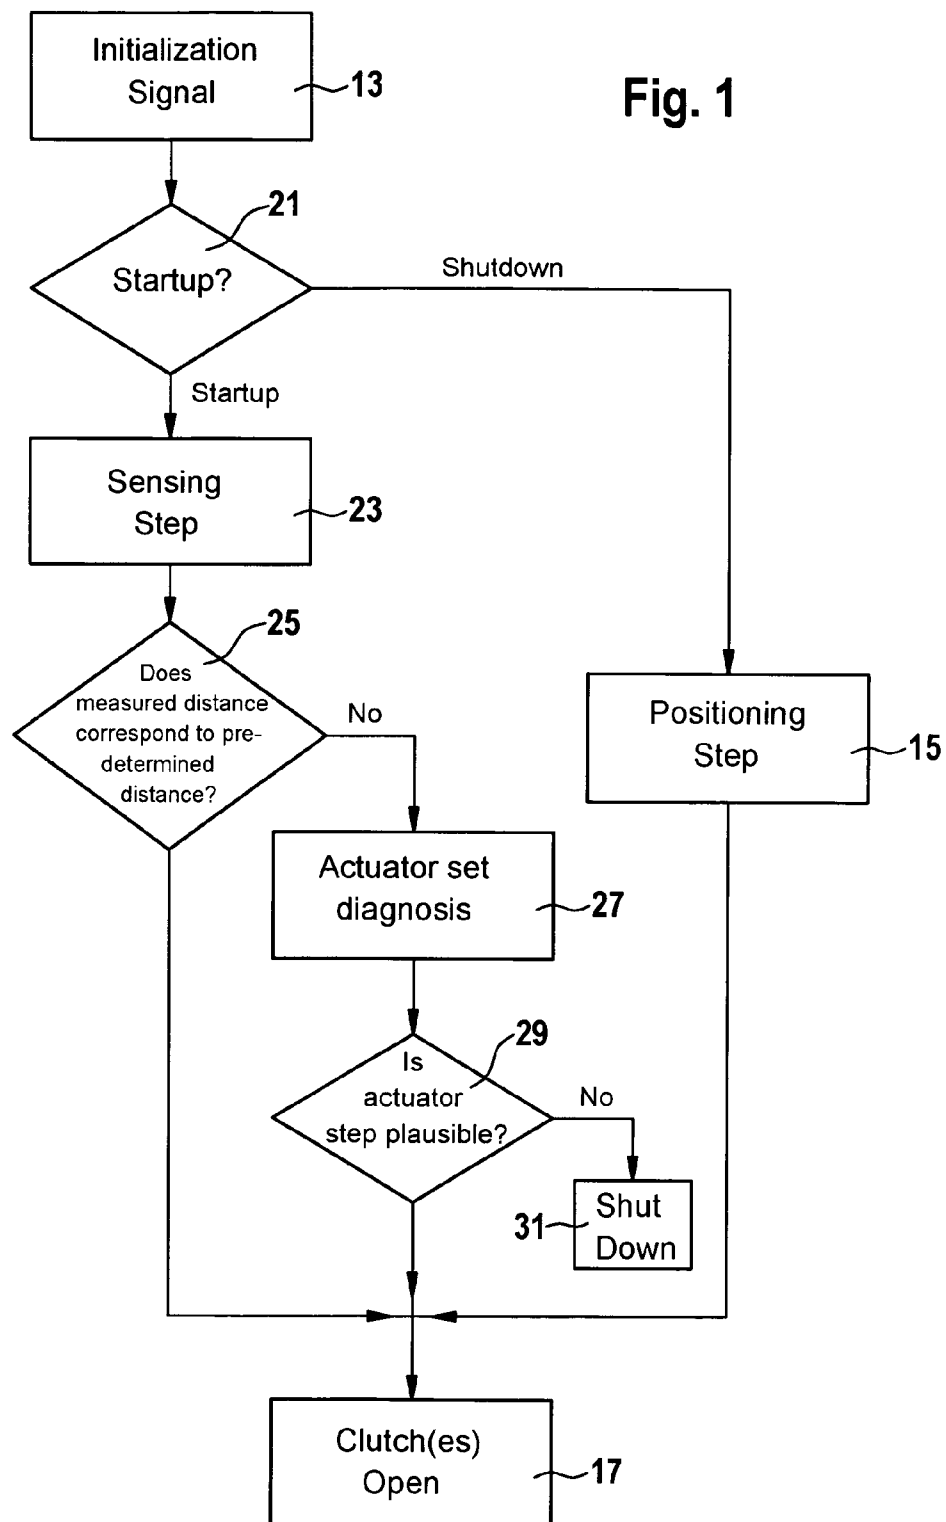 Initialization
Signal
13
Fig. 1
21
Startup?
Shutdown
Startup
Sensing
Step
23
25
Does
measured distance
correspond to pre-
determined
distance?
No
Positioning
Step
15
Actuator set
diagnosis
27
29
Is
actuator
step plausible?
No
31
Shut
Down
Clutch(es)
Open
17